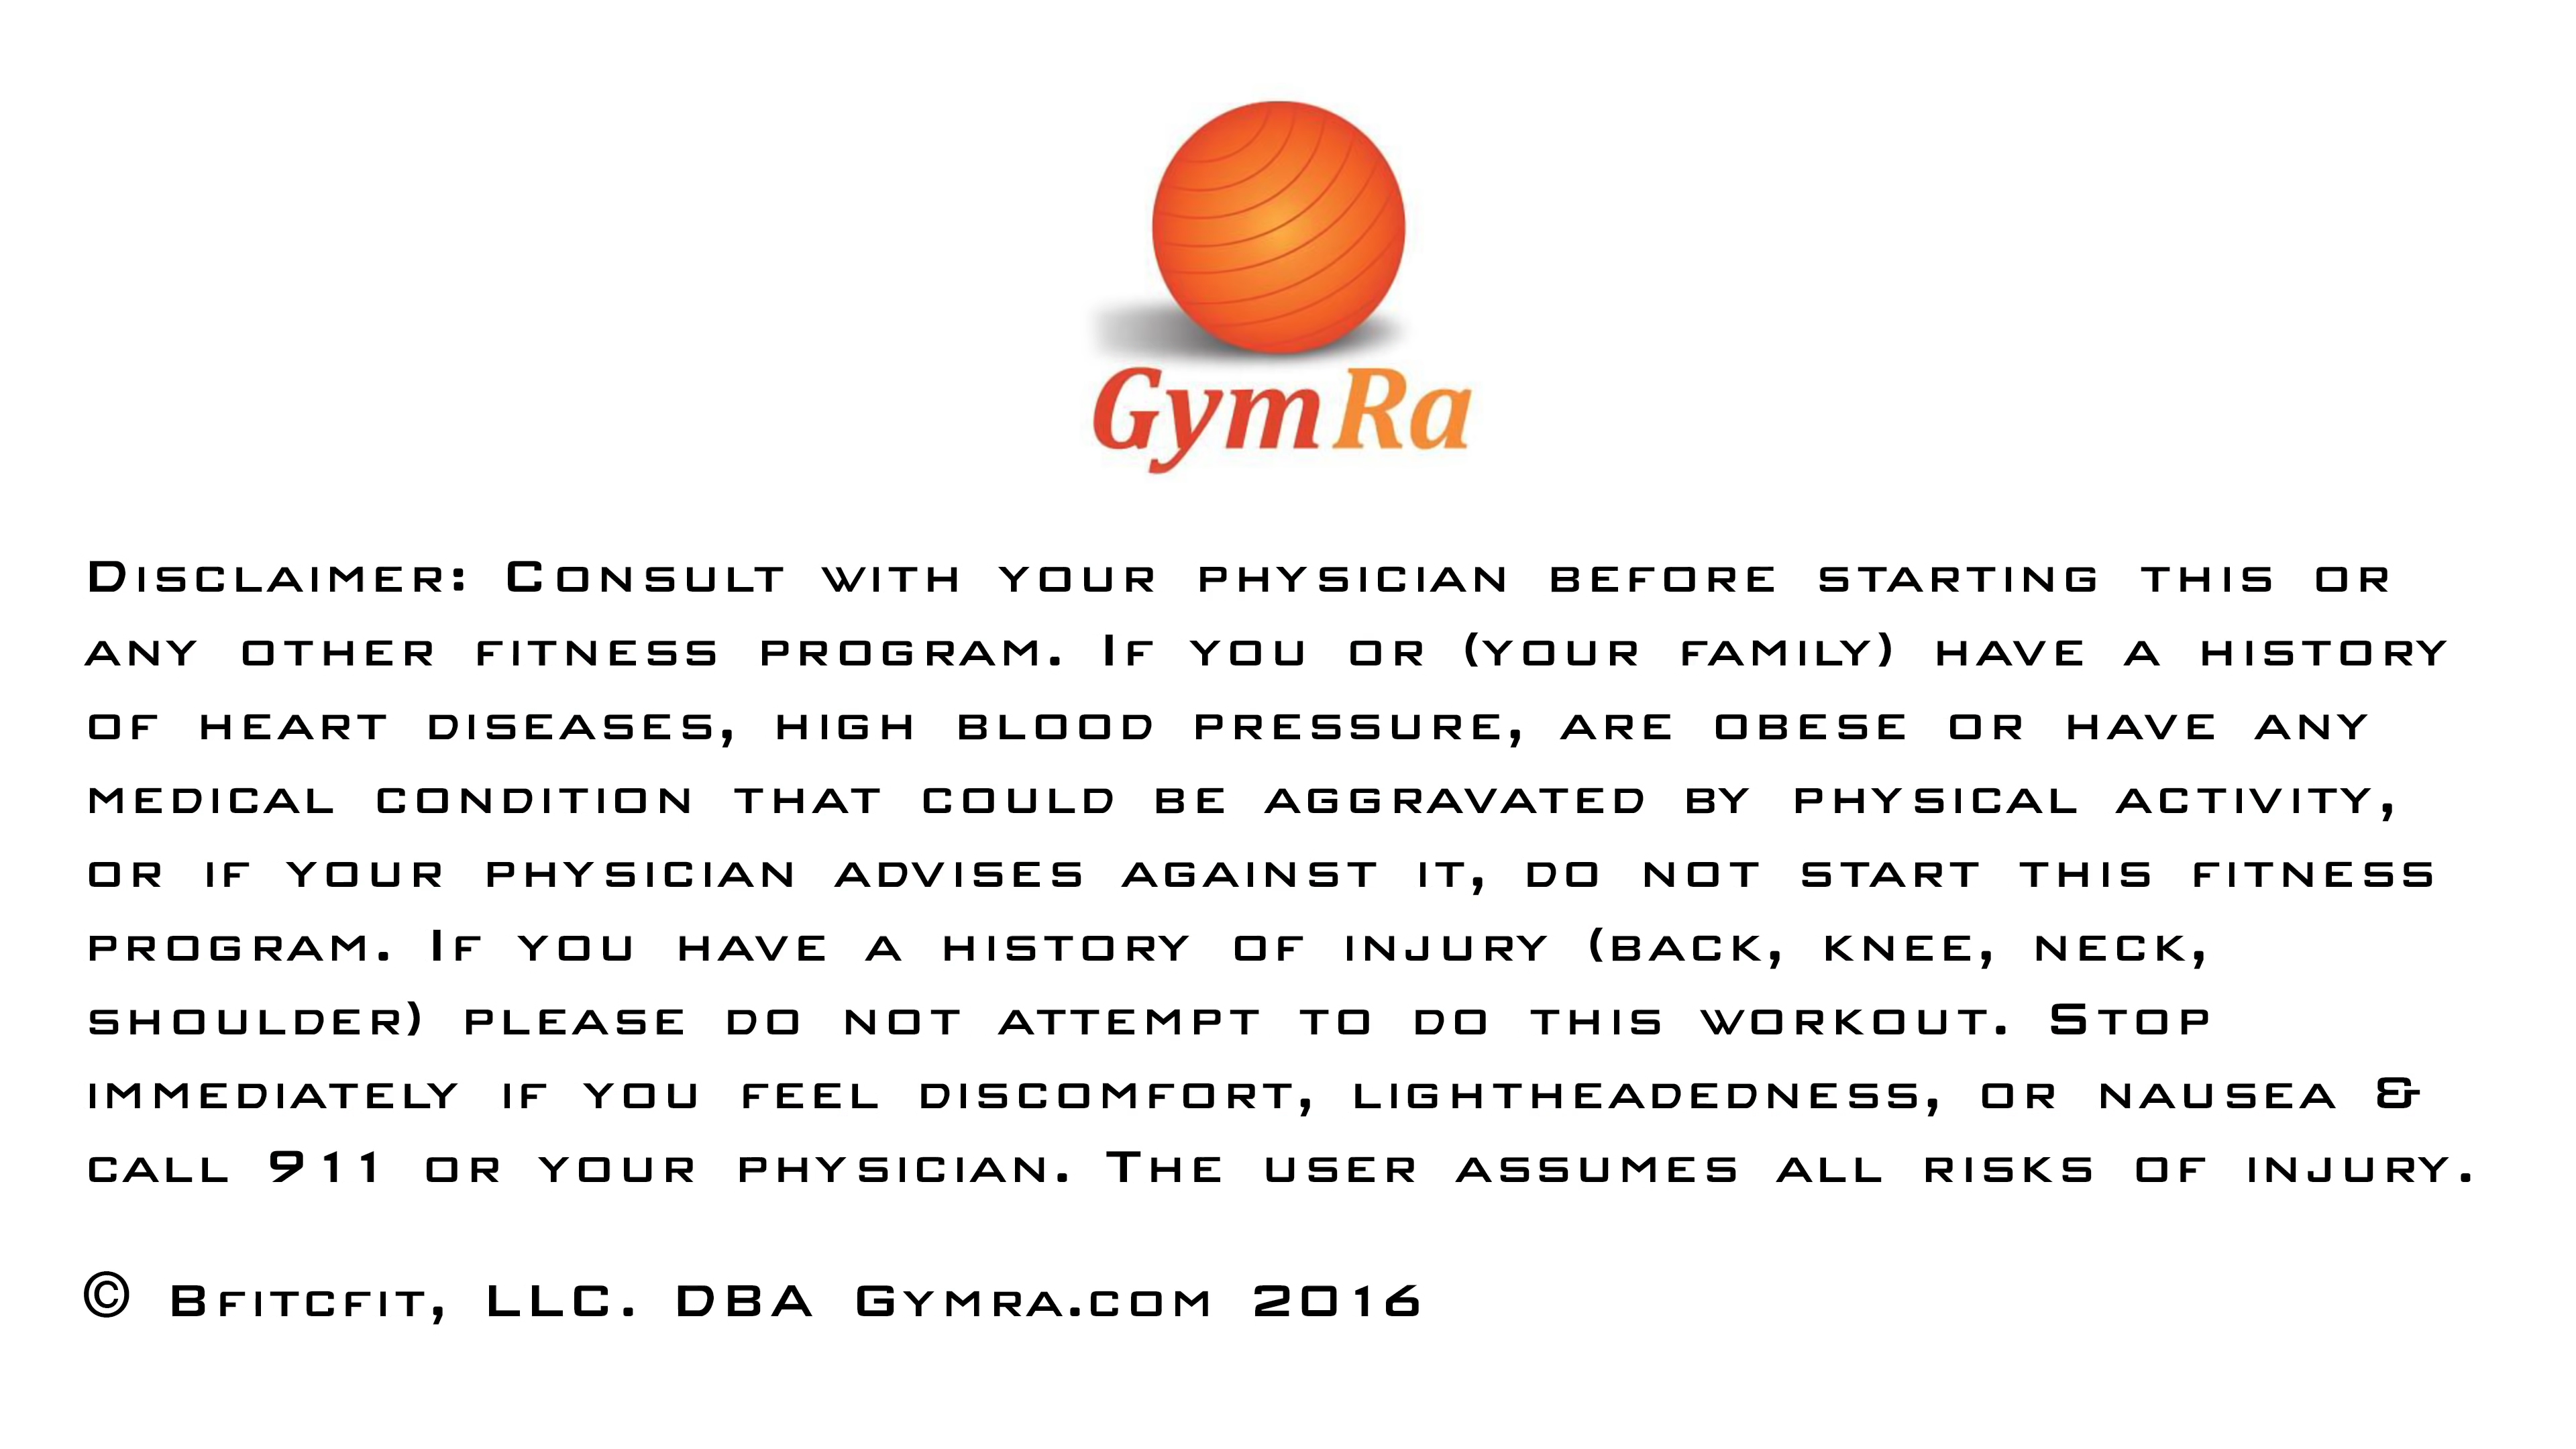 GymRa
Disclaimer: Consult with your physician before starting this or
any other fitness program. If you or (your family) have a history
of heart diseases, high blood pressure, are obese or have any
medical condition that could be aggravated by physical activity,
or if your physician advises against it, do not start this fitness
program. If you have a history of injury (back, knee, neck,
shoulder) please do not attempt to do this workout. Stop
immediately if you feel discomfort, lightheadedness, or nausea &
call 911 or your physician. The user assumes all risks of injury.
© Bfitcfit, LLC. DBA Gymra.com 2016